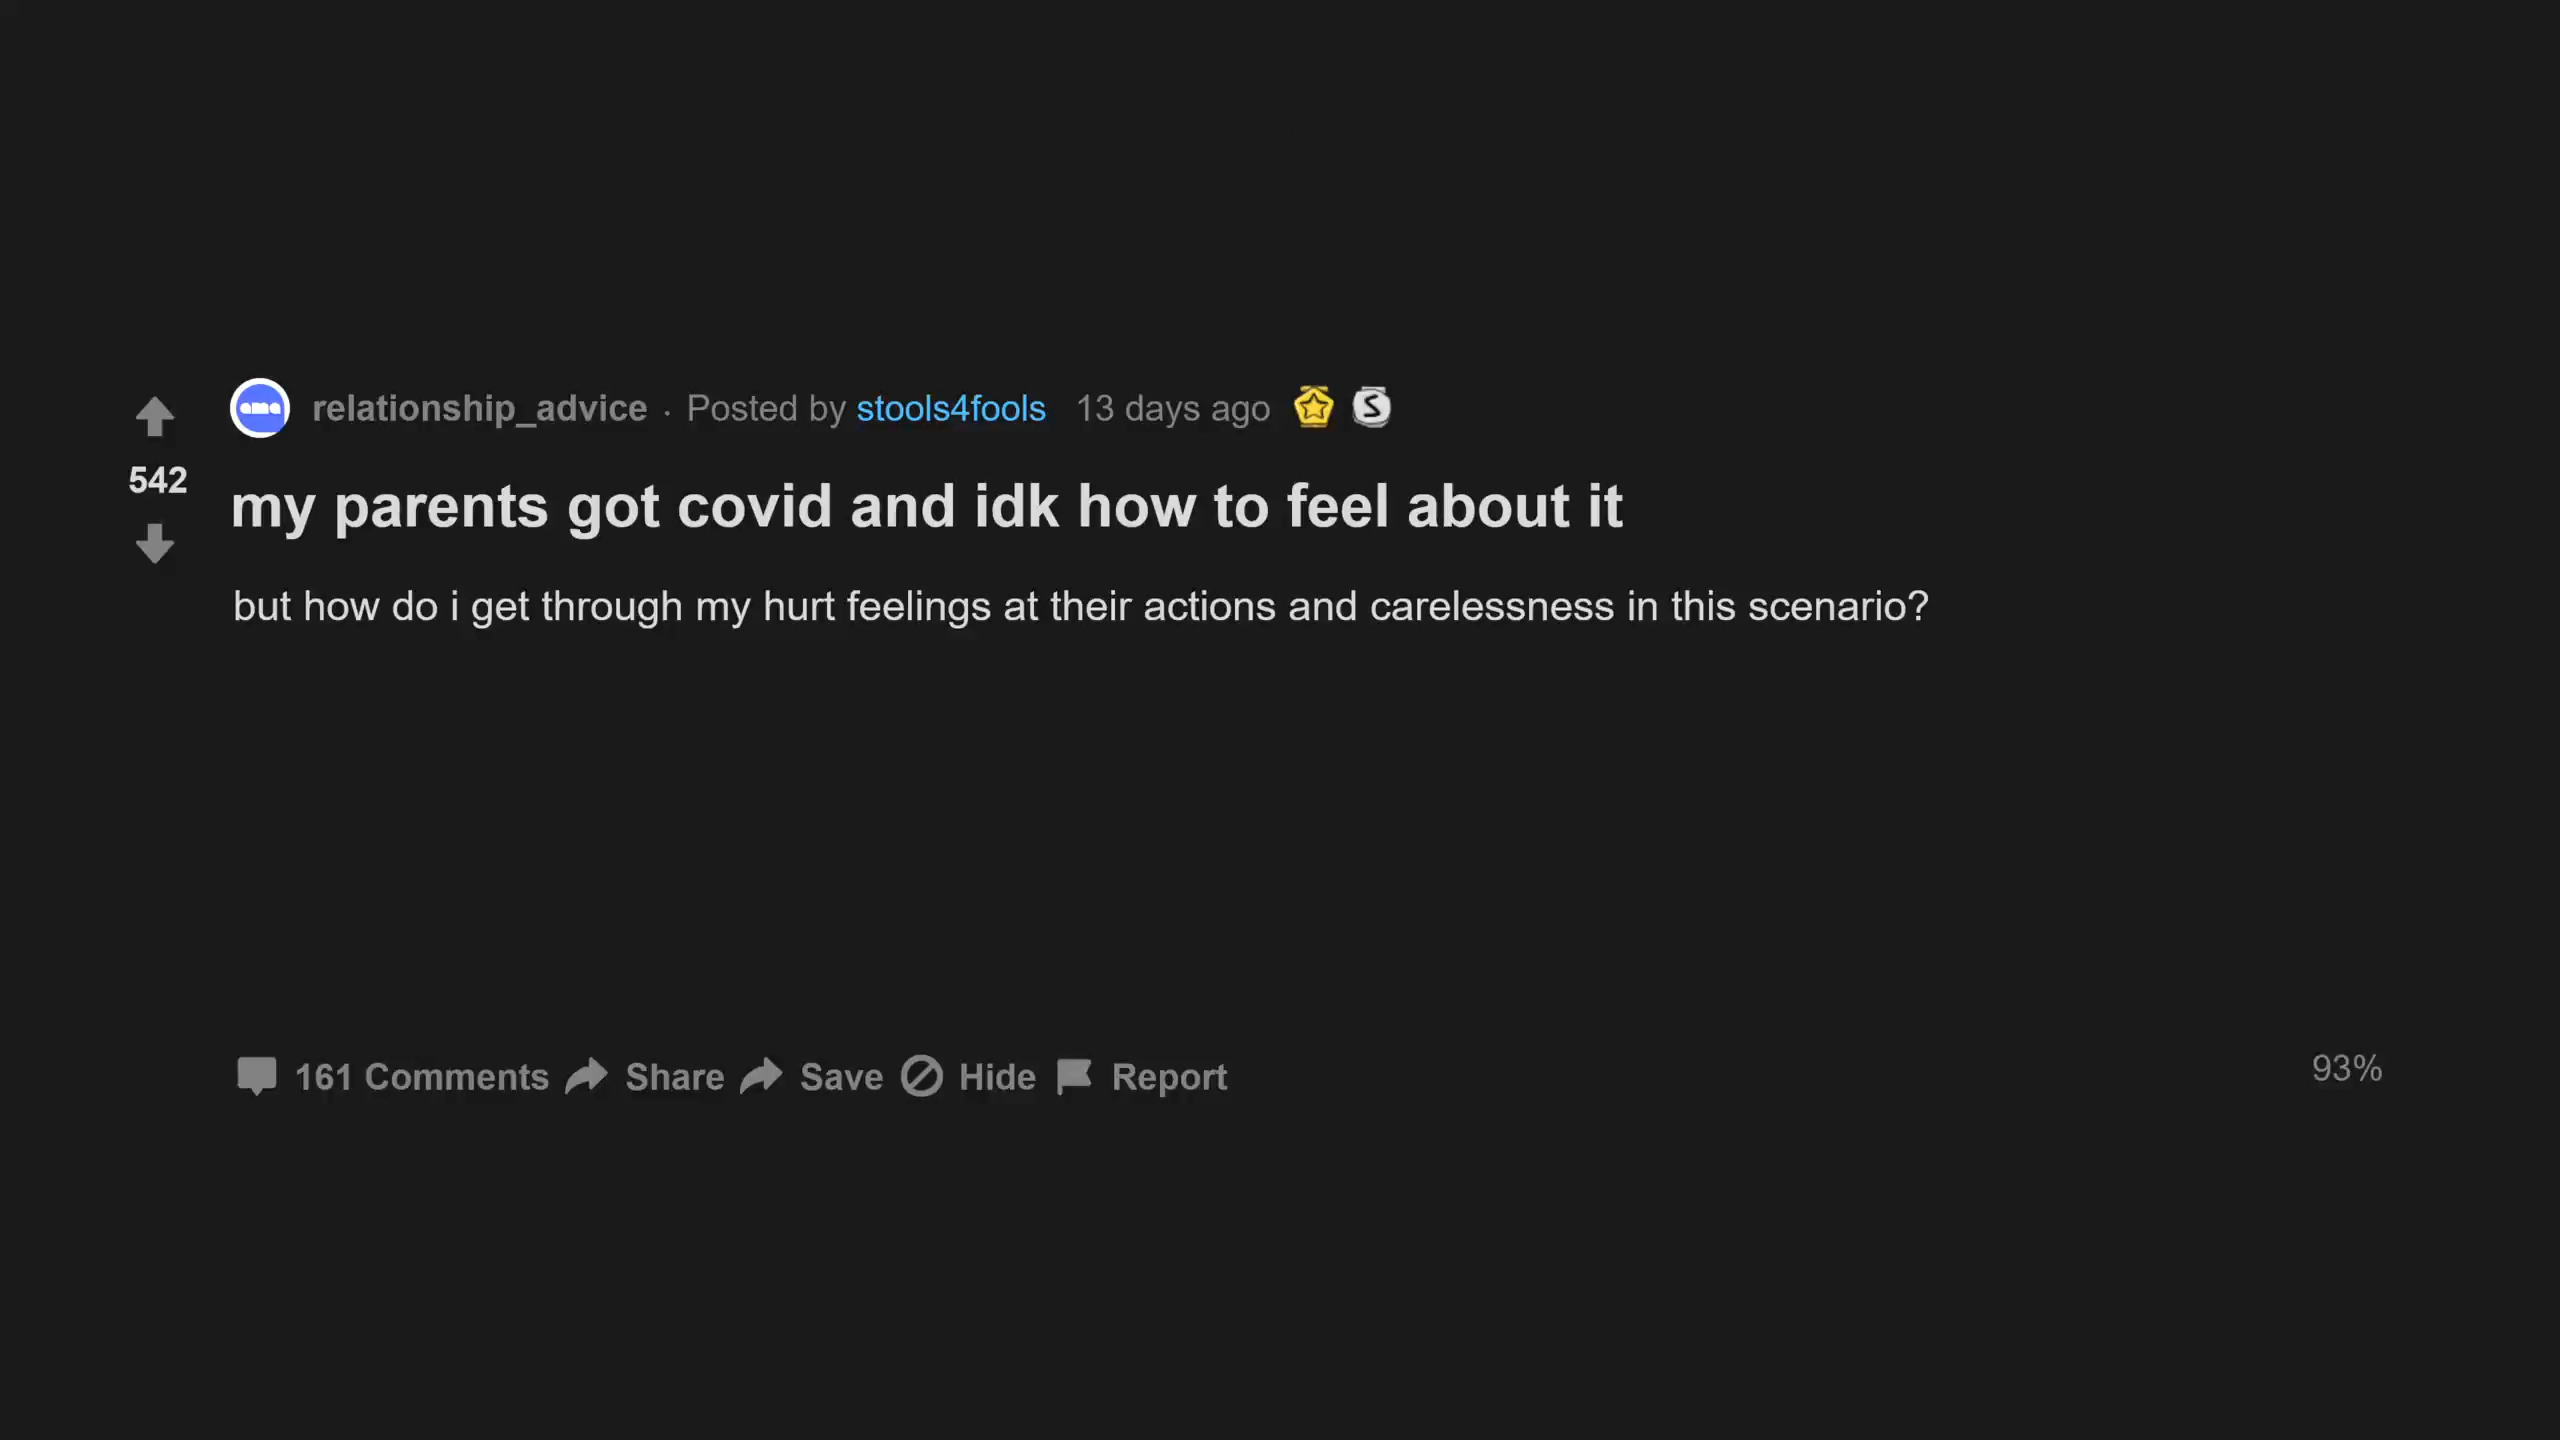 relationship_advice · Posted by stools4fools 13 days ago
542
my parents got covid and idk how to feel about it
but how do i get through my hurt feelings at their actions and carelessness in this scenario?
161 Comments Share Save Hide Report
93%